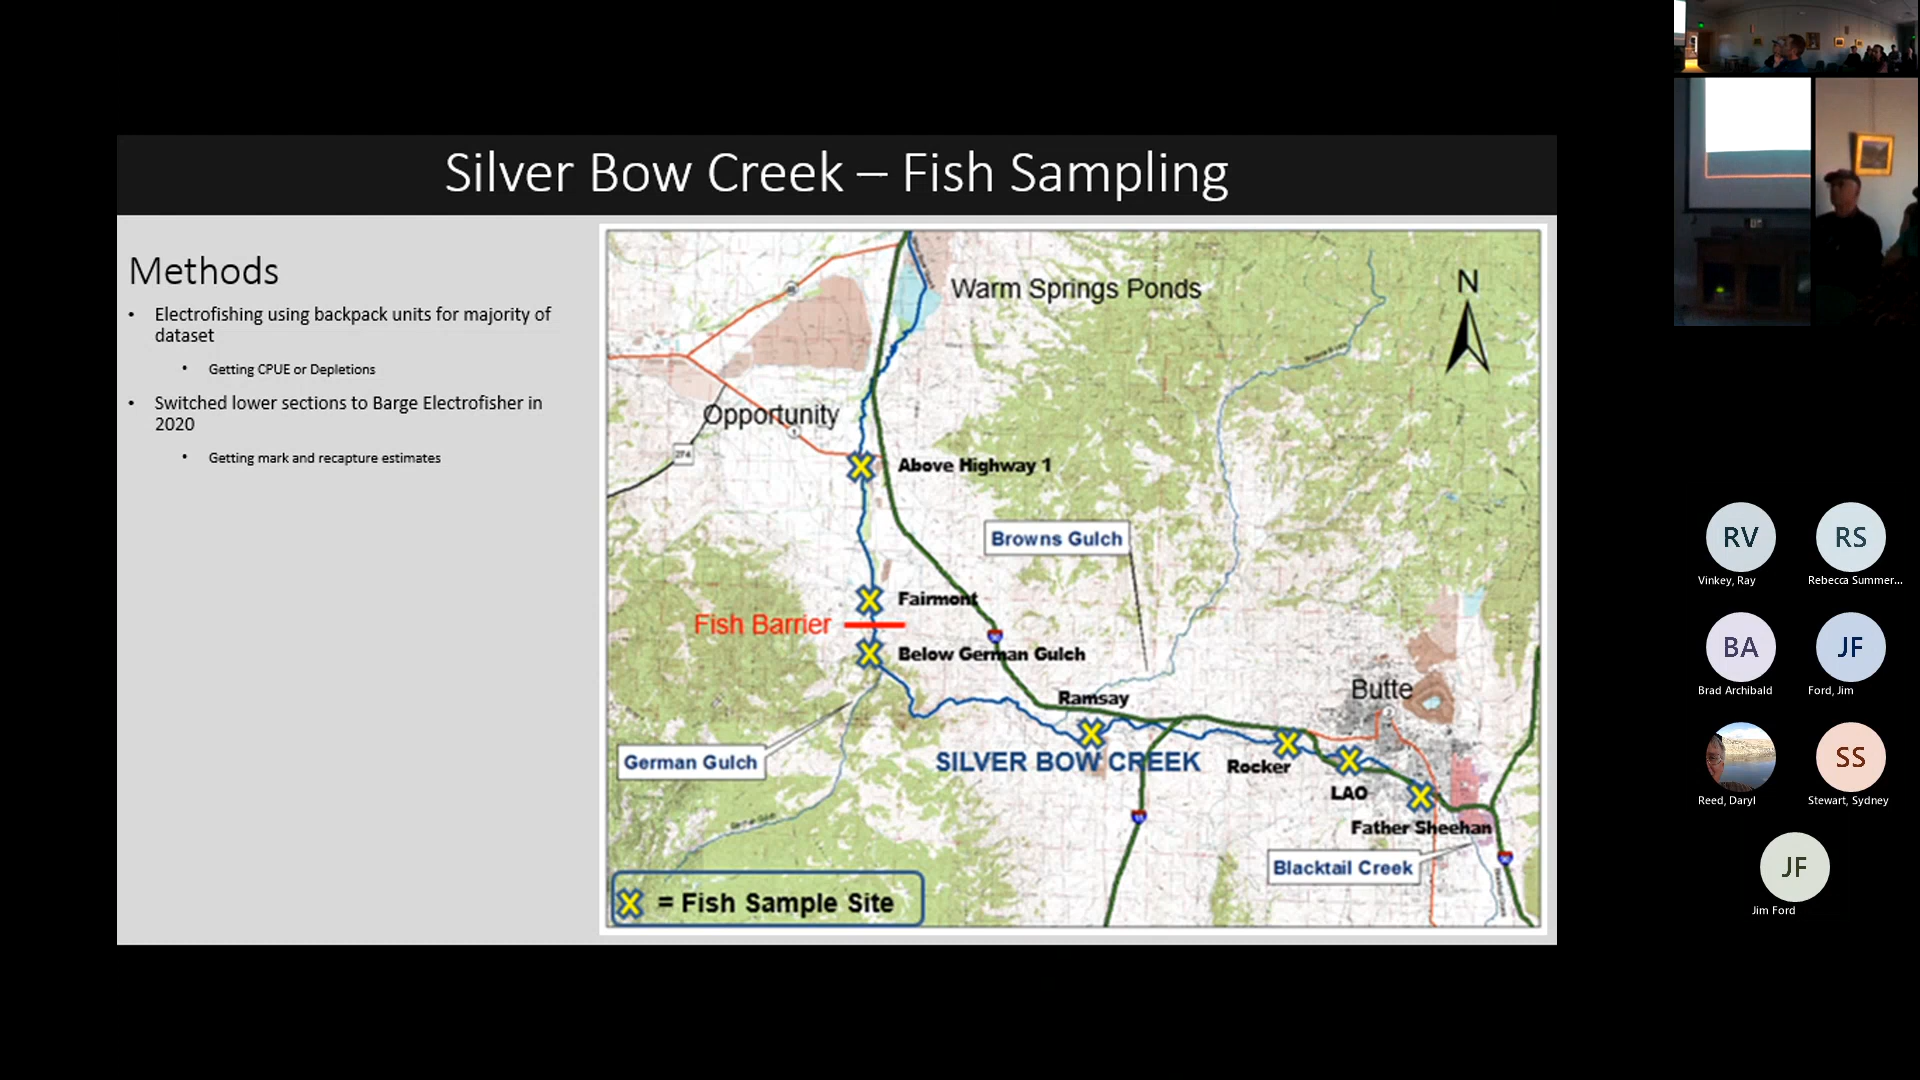 Silver Bow Creek – Fish Sampling
Methods
• Electrofishing using backpack units for majority of
dataset
• Getting CPUE or Depletions
• Switched lower sections to Barge Electrofisher in
2020
• Getting mark and recapture estimates
Warm Springs Ponds
N
Opportunity
1
274
Above Highway 1
Browns Gulch
Fairmont
Fish Barrier
Below German Gulch
Ramsay
Butte
German Gulch
SILVER BOW CREEK
Rocker
LAO
Father Sheehan
Blacktail Creek
= Fish Sample Site
RV
Vinkey, Ray
RS
Rebecca Summer...
BA
Brad Archibald
JF
Ford, Jim
Reed, Daryl
SS
Stewart, Sydney
JF
Jim Ford